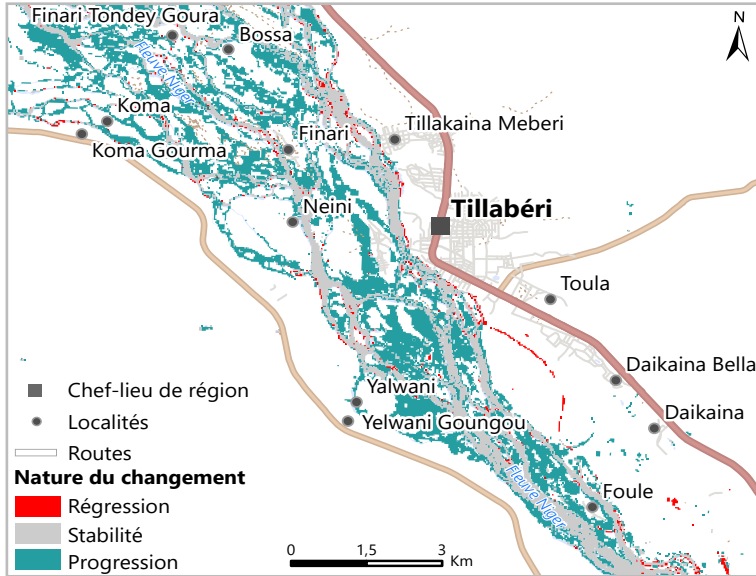 Finari Tondey Goura
Bossa
N
Fleuve Niger
Koma
Koma Gourma
Finari
Tillakaina Meberi
Neini
Tillabéri
Toula
Daikaina Bella
Daikaina
Yalwani
Yelwani Goungou
Foule
Fleuve Niger
Chef-lieu de région
Localités
Routes
Nature du changement
Régression
Stabilité
Progression
0 1,5 3
Km